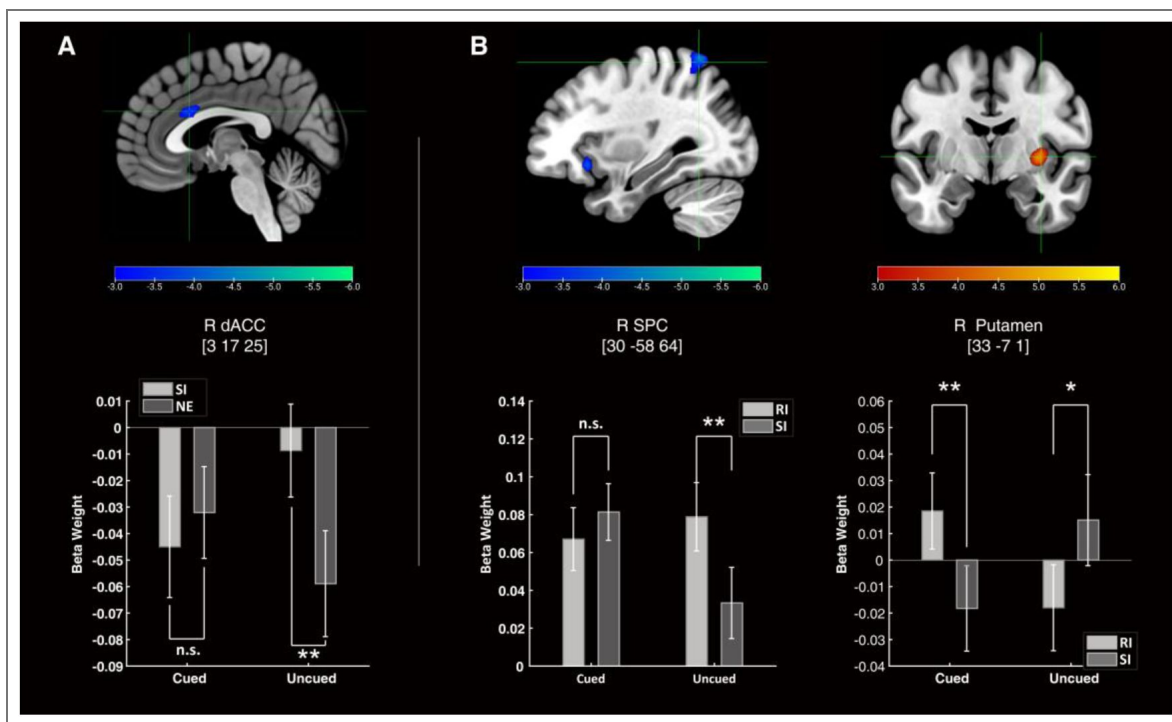 A
B
-3.0 -3.5 -4.0 -4.5 -5.0 -5.5 -6.0
R dACC
[3 17 25]
-3.0 -3.5 -4.0 -4.5 -5.0 -5.5 -6.0
R SPC
[30 -58 64]
3.0 3.5 4.0 4.5 5.0 5.5 6.0
R Putamen
[33 -7 1]
SI
NE
0.01
0
-0.01
-0.02
-0.03
-0.04
-0.05
-0.06
-0.07
-0.08
-0.09
Beta Weight
n.s.
**
Cued
Uncued
RI
SI
0.14
0.12
0.1
0.08
0.06
0.04
0.02
0
Beta Weight
n.s.
**
Cued
Uncued
**
*
0.06
0.05
0.04
0.03
0.02
0.01
0
-0.01
-0.02
-0.03
-0.04
Beta Weight
RI
SI
Cued
Uncued